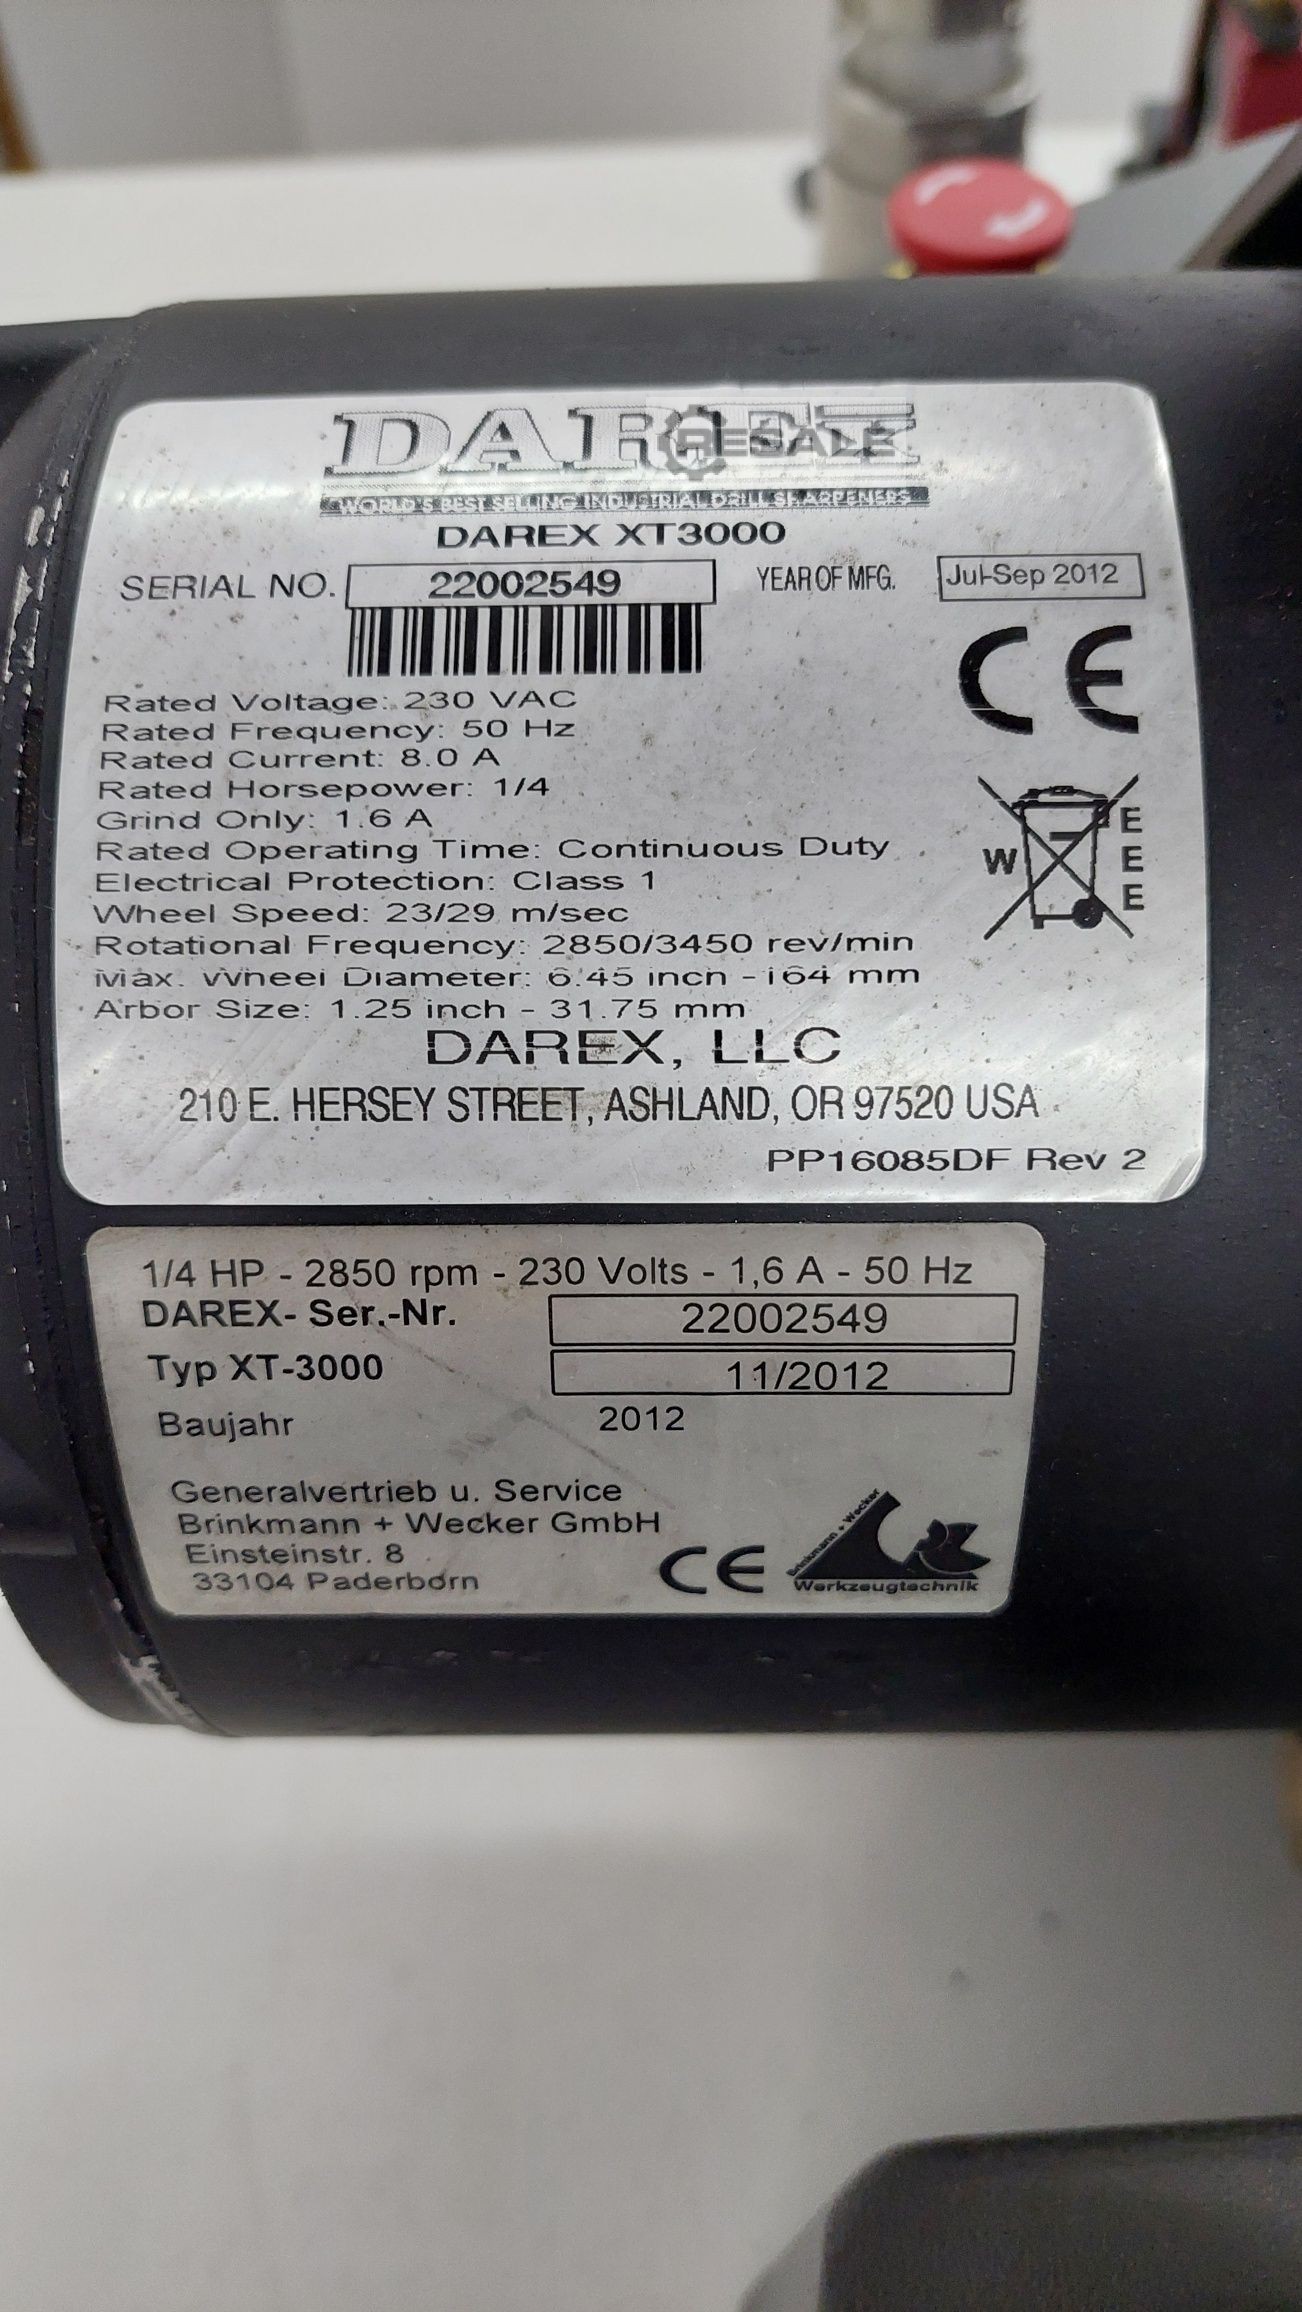 DAREX
RESALE
WORLD'S BEST SELLING INDUSTRIAL DRILL SHARPENERS
DAREX XT3000
SERIAL NO. 22002549 YEAR OF MFG. Jul-Sep 2012
CE
Rated Voltage: 230 VAC
Rated Frequency: 50 Hz
Rated Current: 8.0 A
Rated Horsepower: 1/4
Grind Only: 1.6 A
Rated Operating Time: Continuous Duty
Electrical Protection: Class 1
WEEE
Wheel Speed: 23/29 m/sec
Rotational Frequency: 2850/3450 rev/min
Max. Wheel Diameter: 6.45 inch - 164 mm
Arbor Size: 1.25 inch - 31.75 mm
DAREX, LLC
210 E. HERSEY STREET, ASHLAND, OR 97520 USA
PP16085DF Rev 2
1/4 HP - 2850 rpm - 230 Volts - 1,6 A - 50 Hz
DAREX- Ser.-Nr. 22002549
Typ XT-3000 11/2012
Baujahr 2012
Generalvertrieb u. Service
Brinkmann + Wecker GmbH
Einsteinstr. 8
33104 Paderborn
CE
Brinkmann + Wecker
Werkzeugtechnik